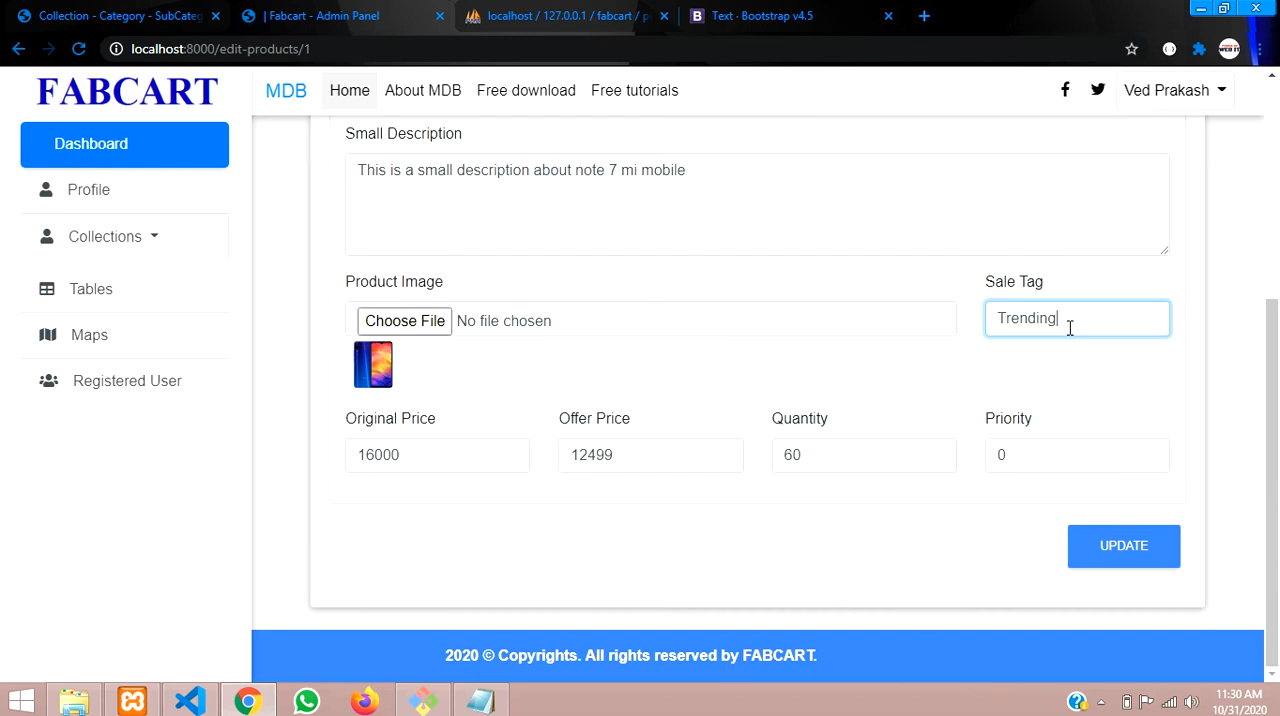 Collection - Category - SubCateg
| Fabcart - Admin Panel
localhost / 127.0.0.1 / fabcart / p
Text · Bootstrap v4.5
localhost:8000/edit-products/1
FABCART
MDB
Home
About MDB
Free download
Free tutorials
Ved Prakash
Dashboard
Profile
Collections
Tables
Maps
Registered User
Small Description
This is a small description about note 7 mi mobile
Product Image
Sale Tag
Choose File No file chosen
Trending
Original Price
Offer Price
Quantity
Priority
16000
12499
60
0
UPDATE
2020 © Copyrights. All rights reserved by FABCART.
11:30 AM
10/31/2020